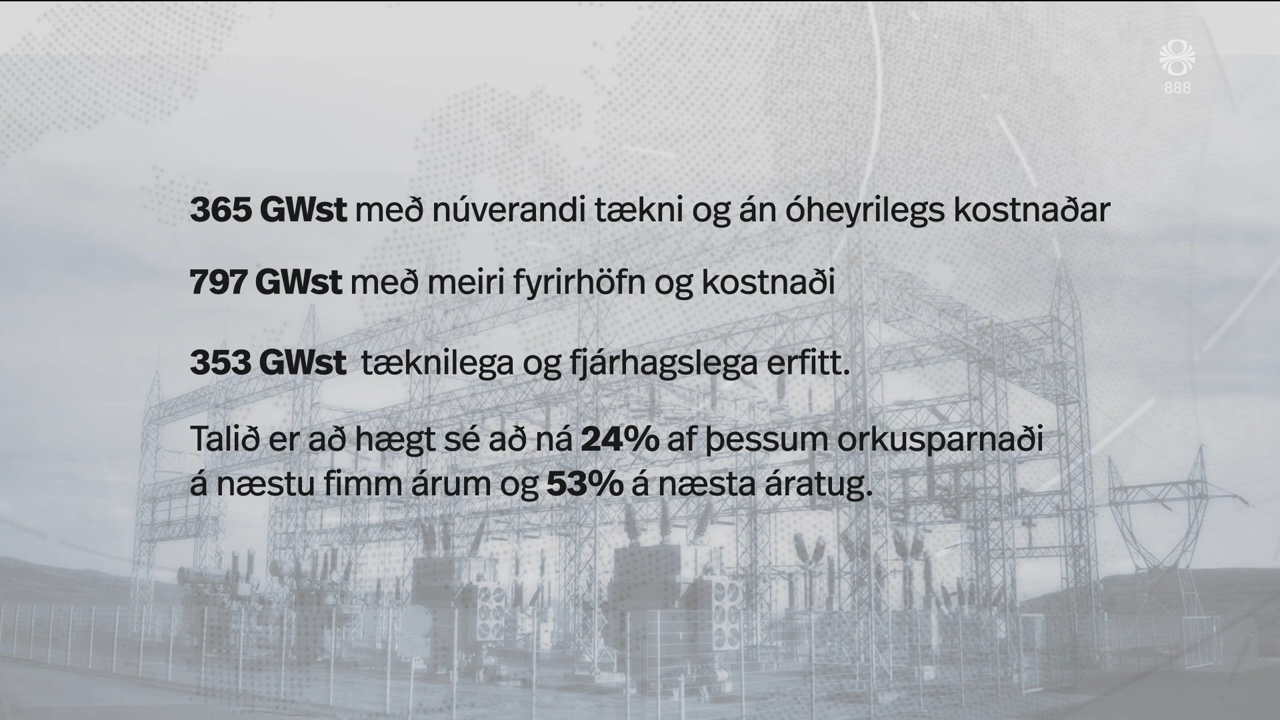 888
365 GWst með núverandi tækni og án óheyrilegs kostnaðar
797 GWst með meiri fyrirhöfn og kostnaði
353 GWst tæknilega og fjárhagslega erfitt.
Talið er að hægt sé að ná 24% af þessum orkusparnaði
á næstu fimm árum og 53% á næsta áratug.